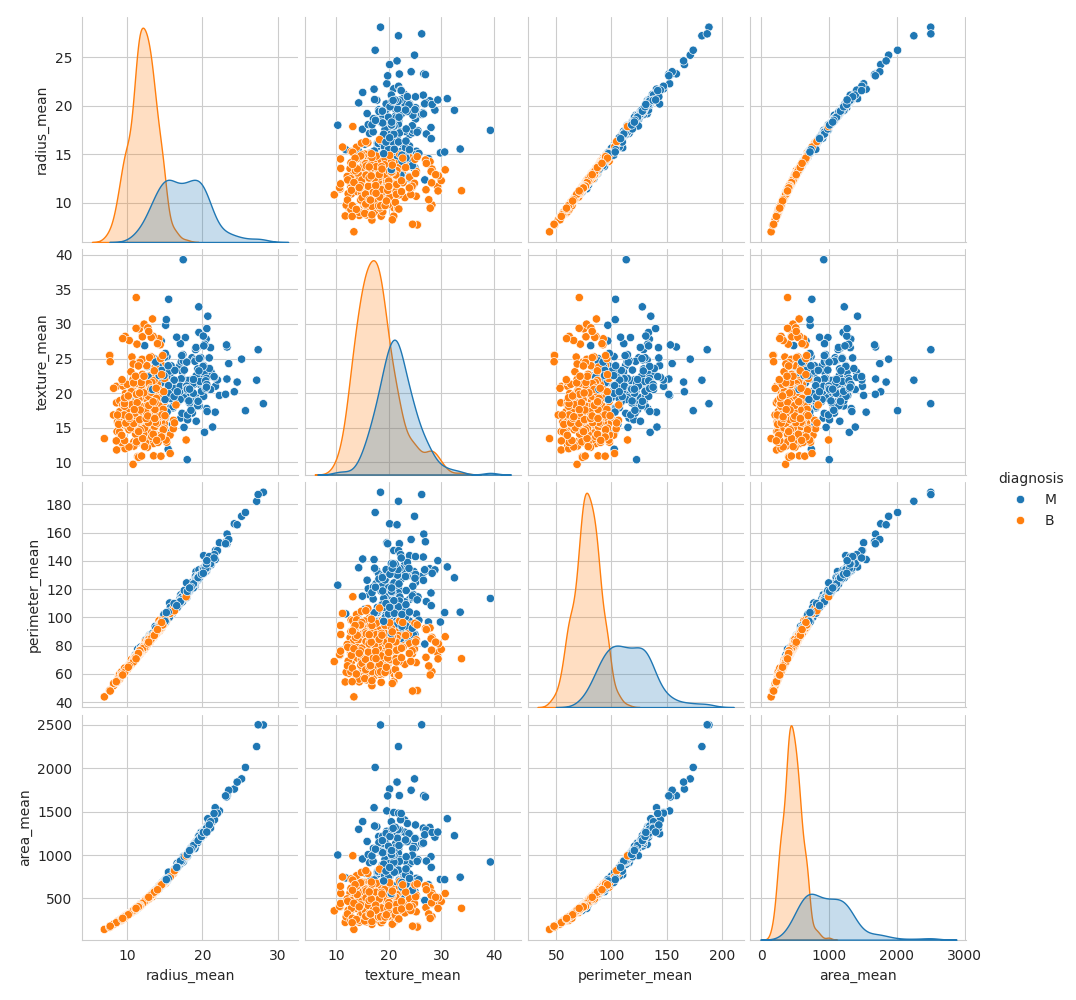 radius_mean
25
20
15
10
texture_mean
40
35
30
25
20
15
10
diagnosis
M
B
perimeter_mean
180
160
140
120
100
80
60
40
area_mean
2500
2000
1500
1000
500
10 20 30 10 20 30 40 50 100 150 200 0 1000 2000 3000
radius_mean texture_mean perimeter_mean area_mean